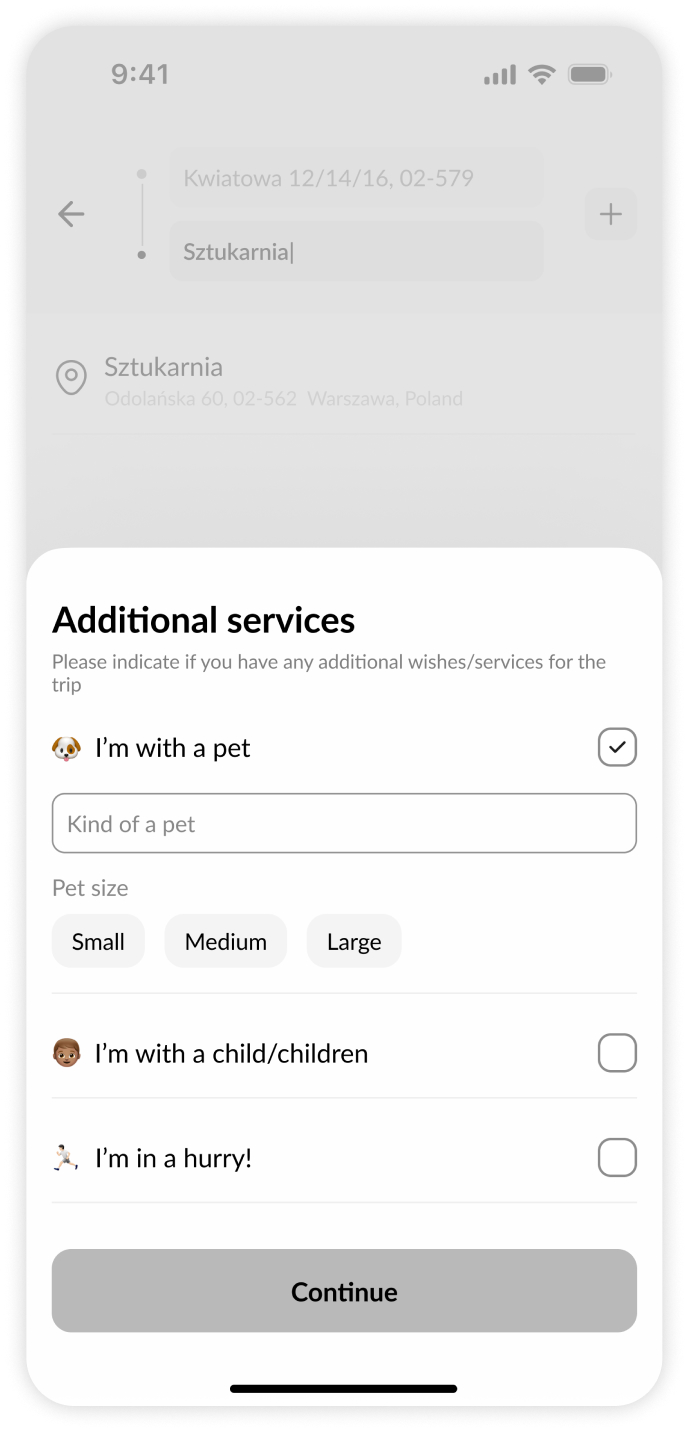 9:41
Kwiatowa 12/14/16, 02-579
Sztukarnia
Sztukarnia
Odolańska 60, 02-562 Warszawa, Poland
Additional services
Please indicate if you have any additional wishes/services for the
trip
I'm with a pet
Kind of a pet
Pet size
Small Medium Large
I'm with a child/children
I'm in a hurry!
Continue